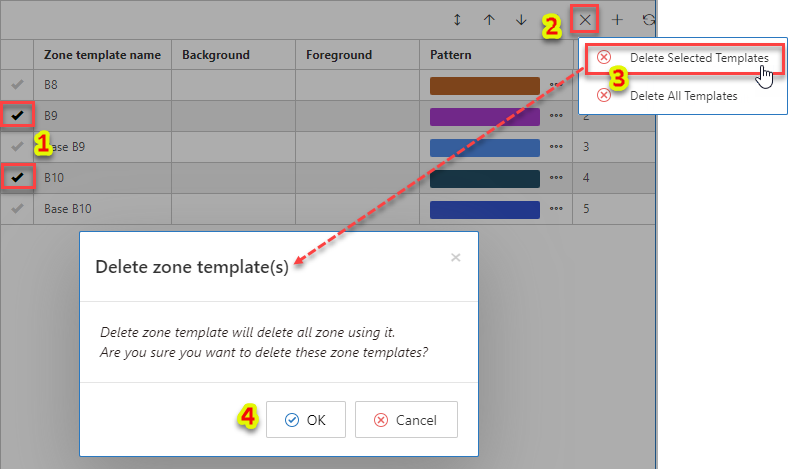 2
Zone template name Background Foreground Pattern
Delete Selected Templates
3
Delete All Templates
B8
B9 2
1
Base B9 3
B10 4
Base B10 5
Delete zone template(s)
Delete zone template will delete all zone using it.
Are you sure you want to delete these zone templates?
4
OK Cancel